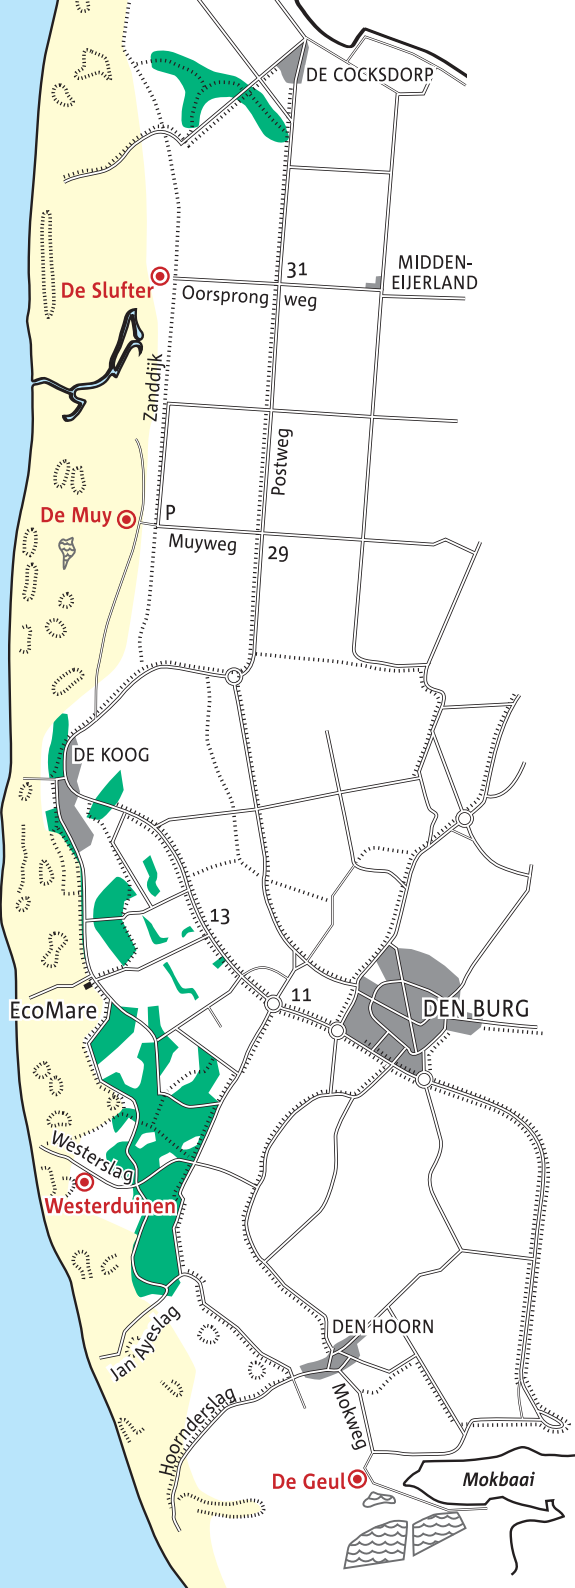 DE COCKSDORP
31
MIDDEN-
EIJERLAND
De Slufter
Oorsprong weg
Zanddijk
Postweg
De Muy
P
Muyweg
29
DE KOOG
13
11
EcoMare
DEN BURG
Westerslag
Westerduinen
DEN HOORN
Jan Ayeslag
Hoornderslag
Mokweg
De Geul
Mokbaai